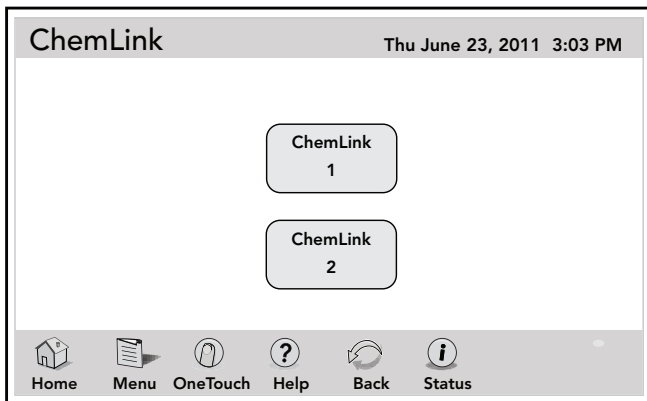 ChemLink Thu June 23, 2011 3:03 PM
ChemLink
1
ChemLink
2
? i
Home Menu OneTouch Help Back Status